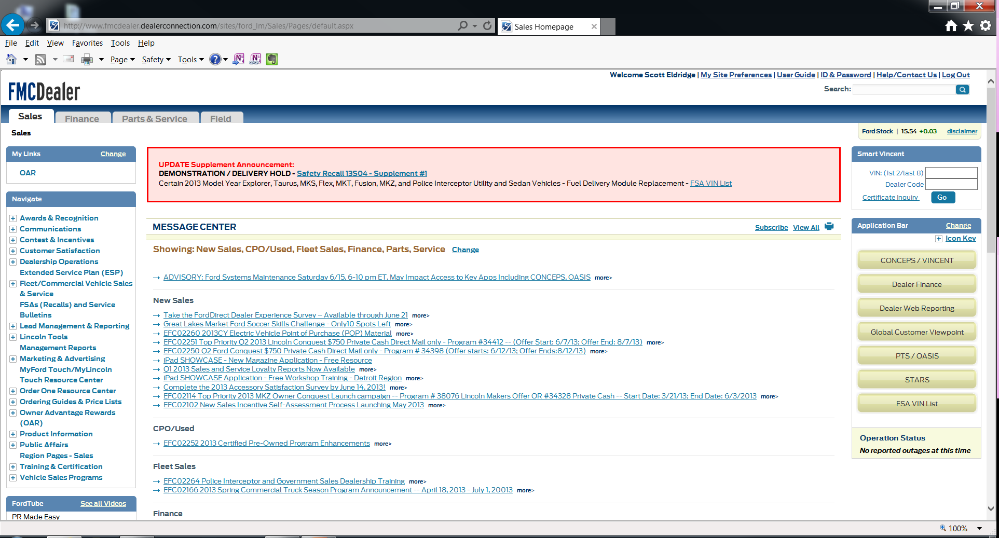 http://www.fmcdealer.dealerconnection.com/sites/ford_lm/Sales/Pages/default.aspx
Sales Homepage
File Edit View Favorites Tools Help
Page Safety Tools
Welcome Scott Eldridge | My Site Preferences | User Guide | ID & Password | Help/Contact Us | Log Out
FMCDealer
Search:
Sales Finance Parts & Service Field
Sales
Ford Stock | 15.54 +0.03 disclaimer
My Links Change
OAR
Navigate
Awards & Recognition
Communications
Contest & Incentives
Customer Satisfaction
Dealership Operations
Extended Service Plan (ESP)
Fleet/Commercial Vehicle Sales
& Service
FSAs (Recalls) and Service
Bulletins
Lead Management & Reporting
Lincoln Tools
Management Reports
Marketing & Advertising
MyFord Touch/MyLincoln
Touch Resource Center
Order One Resource Center
Ordering Guides & Price Lists
Owner Advantage Rewards
(OAR)
Product Information
Public Affairs
Region Pages - Sales
Training & Certification
Vehicle Sales Programs
FordTube See all Videos
PR Made Easy
UPDATE Supplement Announcement:
DEMONSTRATION / DELIVERY HOLD - Safety Recall 13S04 - Supplement #1
Certain 2013 Model Year Explorer, Taurus, MKS, Flex, MKT, Fusion, MKZ, and Police Interceptor Utility and Sedan Vehicles - Fuel Delivery Module Replacement - FSA VIN List
MESSAGE CENTER Subscribe View All
Showing: New Sales, CPO/Used, Fleet Sales, Finance, Parts, Service Change
ADVISORY: Ford Systems Maintenance Saturday 6/15, 6-10 pm ET, May Impact Access to Key Apps Including CONCEPS, OASIS more>
New Sales
Take the FordDirect Dealer Experience Survey – Available through June 21 more>
Great Lakes Market Ford Soccer Skills Challenge - Only10 Spots Left more>
EFC02260 2013CY Electric Vehicle Point of Purchase (POP) Material more>
EFC02251 Top Priority Q2 2013 Lincoln Conquest $750 Private Cash Direct Mail only - Program #34412 -- (Offer Start: 6/7/13; Offer End: 8/7/13) more>
EFC02250 Q2 Ford Conquest $750 Private Cash Direct Mail only - Program # 34398 (Offer starts: 6/12/13; Offer Ends:8/12/13) more>
iPad SHOWCASE - New Magazine Application - Free Resource
Q1 2013 Sales and Service Loyalty Reports Now Available more>
iPad SHOWCASE Application - Free Workshop Training - Detroit Region more>
Complete the 2013 Accessory Satisfaction Survey by June 14, 2013! more>
EFC02114 Top Priority 2013 MKZ Owner Conquest Launch campaign -- Program # 38076 Lincoln Makers Offer OR #34328 Private Cash -- Start Date: 3/21/13; End Date: 6/3/2013 more>
EFC02102 New Sales Incentive Self-Assessment Process Launching May 2013 more>
CPO/Used
EFC02252 2013 Certified Pre-Owned Program Enhancements more>
Fleet Sales
EFC02264 Police Interceptor and Government Sales Dealership Training more>
EFC02166 2013 Spring Commercial Truck Season Program Announcement -- April 18, 2013 - July 1, 20013 more>
Finance
Smart Vincent
VIN: (1st 2/last 8)
Dealer Code
Certificate Inquiry Go
Application Bar Change
Icon Key
CONCEPS / VINCENT
Dealer Finance
Dealer Web Reporting
Global Customer Viewpoint
PTS / OASIS
STARS
FSA VIN List
Operation Status
No reported outages at this time
100%